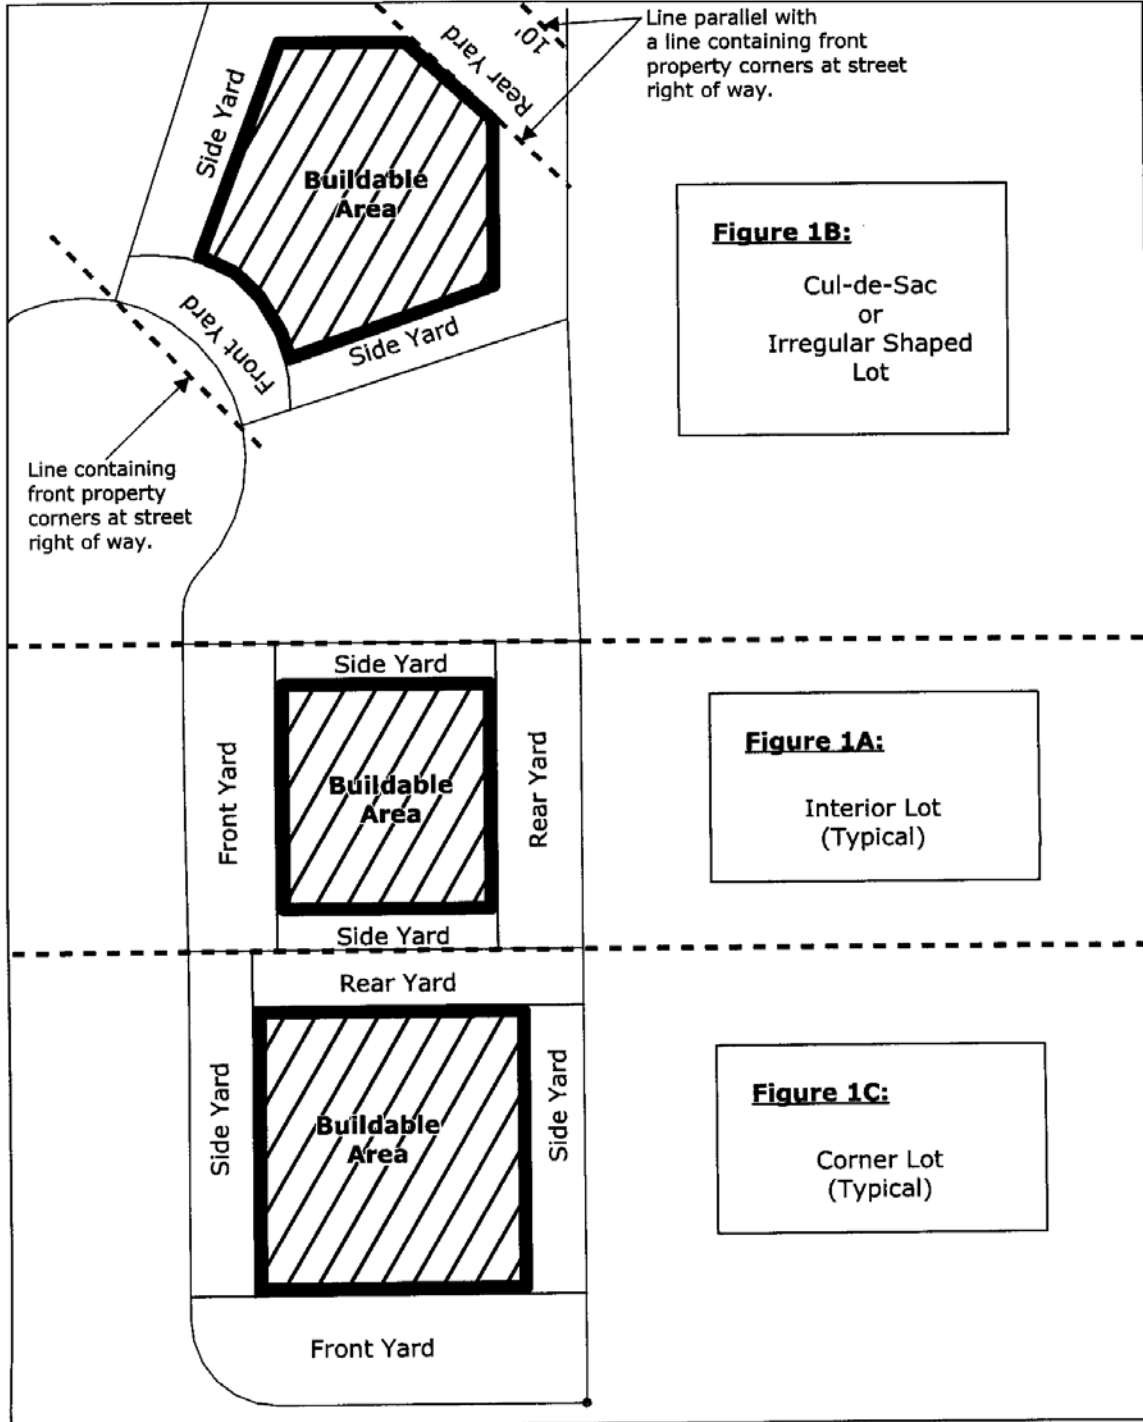 Line parallel with
a line containing front
property corners at street
right of way.
10'
Rear Yard
Side Yard
Buildable
Area
Front Yard
Side Yard
Figure 1B:
Cul-de-Sac
or
Irregular Shaped
Lot
Line containing
front property
corners at street
right of way.
Side Yard
Front Yard
Buildable
Area
Rear Yard
Side Yard
Figure 1A:
Interior Lot
(Typical)
Rear Yard
Side Yard
Buildable
Area
Side Yard
Front Yard
Figure 1C:
Corner Lot
(Typical)